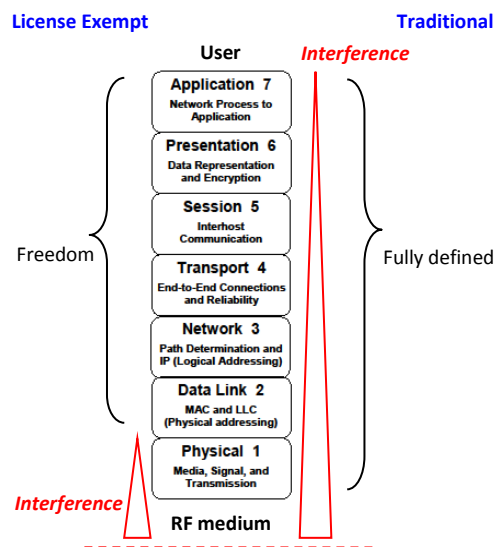 License Exempt
Traditional
User
Interference
Application 7
Network Process to
Application
Presentation 6
Data Representation
and Encryption
Session 5
Interhost
Communication
Freedom
Fully defined
Transport 4
End-to-End Connections
and Reliability
Network 3
Path Determination and
IP (Logical Addressing)
Data Link 2
MAC and LLC
(Physical addressing)
Physical 1
Media, Signal, and
Transmission
Interference
RF medium